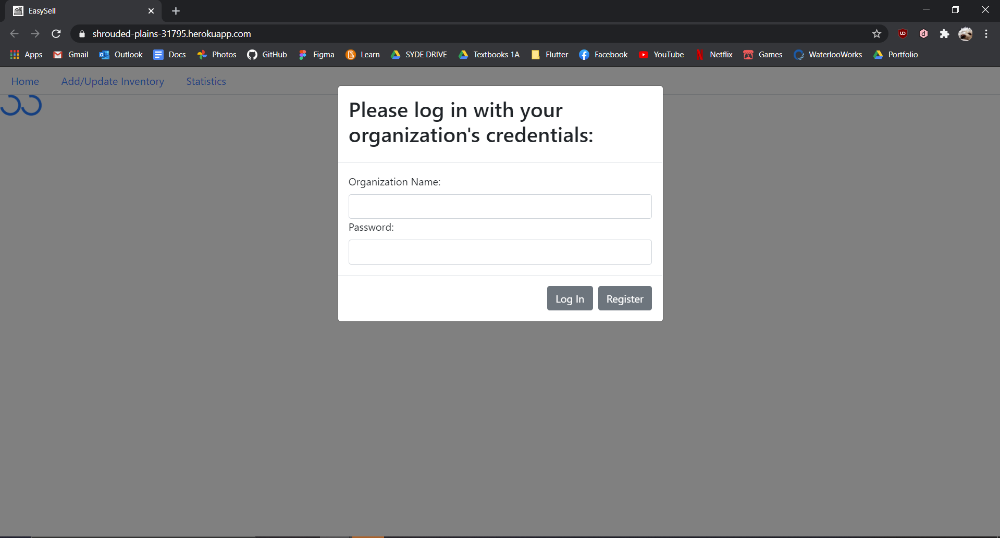 EasySell
shrouded-plains-31795.herokuapp.com
Apps Gmail Outlook Docs Photos GitHub Figma Learn SYDE DRIVE Textbooks 1A Flutter Facebook YouTube Netflix Games WaterlooWorks Portfolio
Home Add/Update Inventory Statistics
Please log in with your
organization's credentials:
Organization Name:
Password:
Log In Register